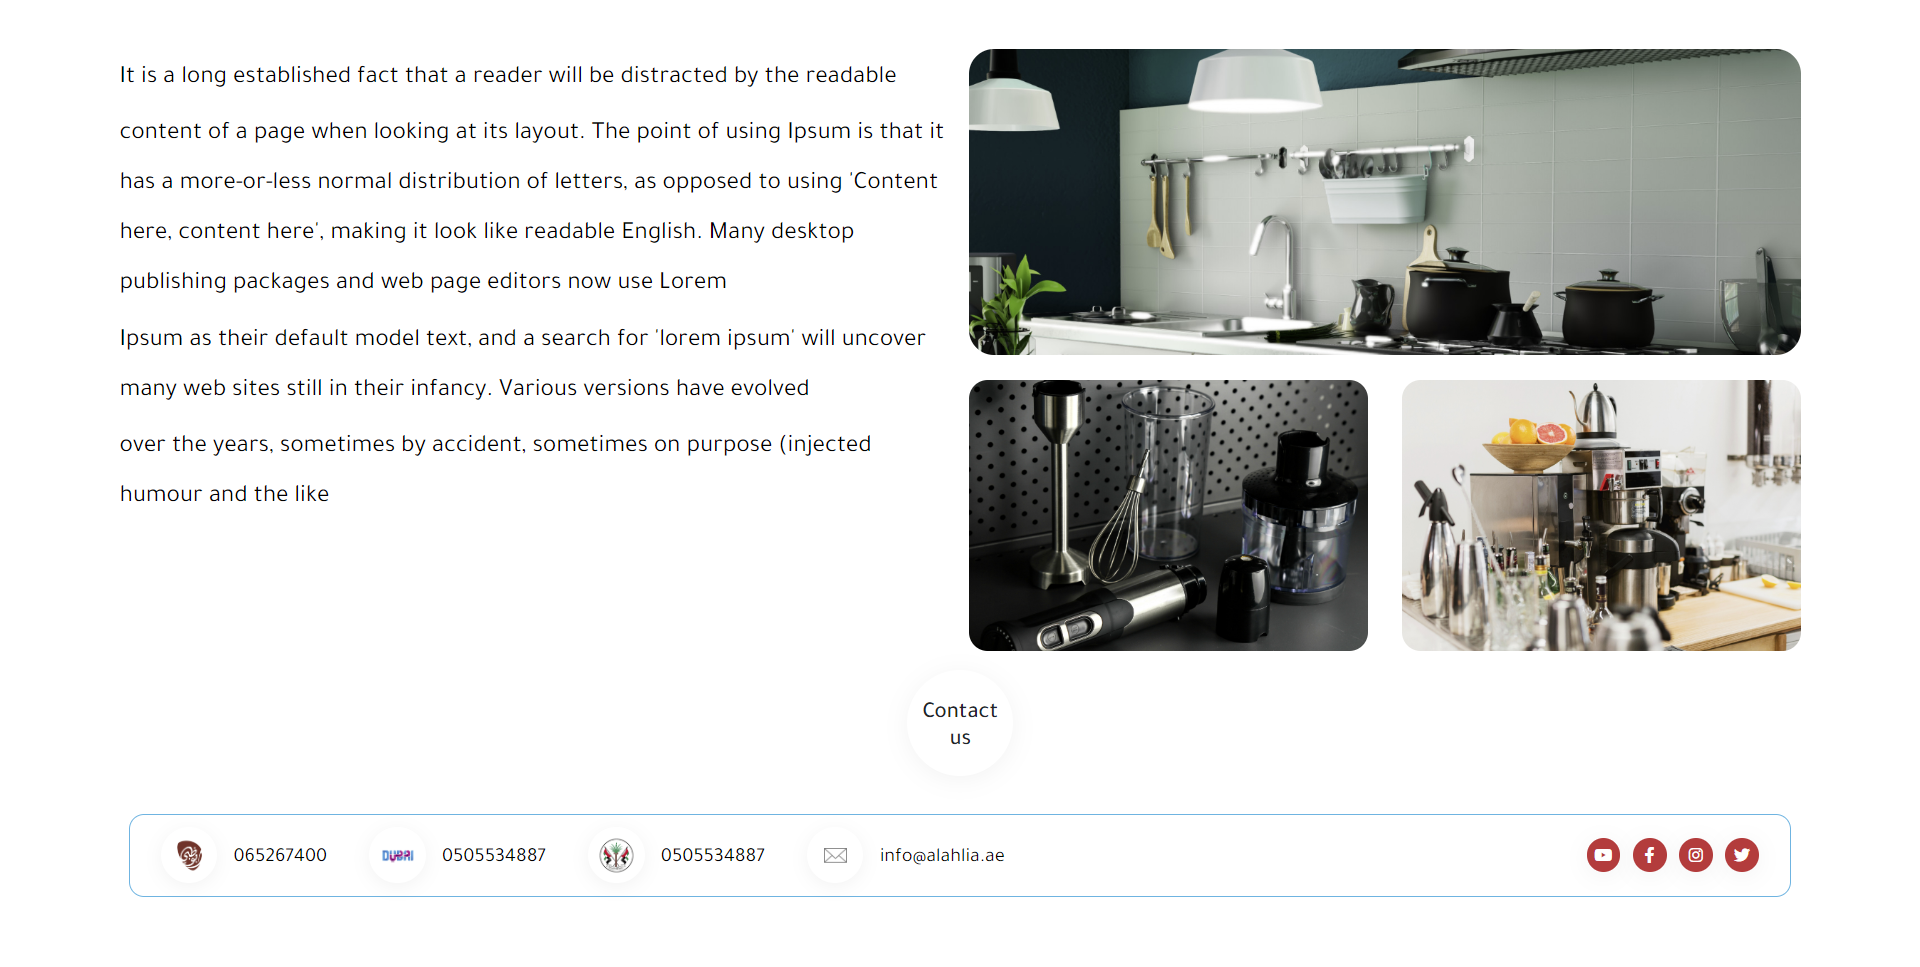 It is a long established fact that a reader will be distracted by the readable
content of a page when looking at its layout. The point of using Ipsum is that it
has a more-or-less normal distribution of letters, as opposed to using 'Content
here, content here', making it look like readable English. Many desktop
publishing packages and web page editors now use Lorem
Ipsum as their default model text, and a search for 'lorem ipsum' will uncover
many web sites still in their infancy. Various versions have evolved
over the years, sometimes by accident, sometimes on purpose (injected
humour and the like
Contact
us
065267400
DUBAI
0505534887
0505534887
info@alahlia.ae